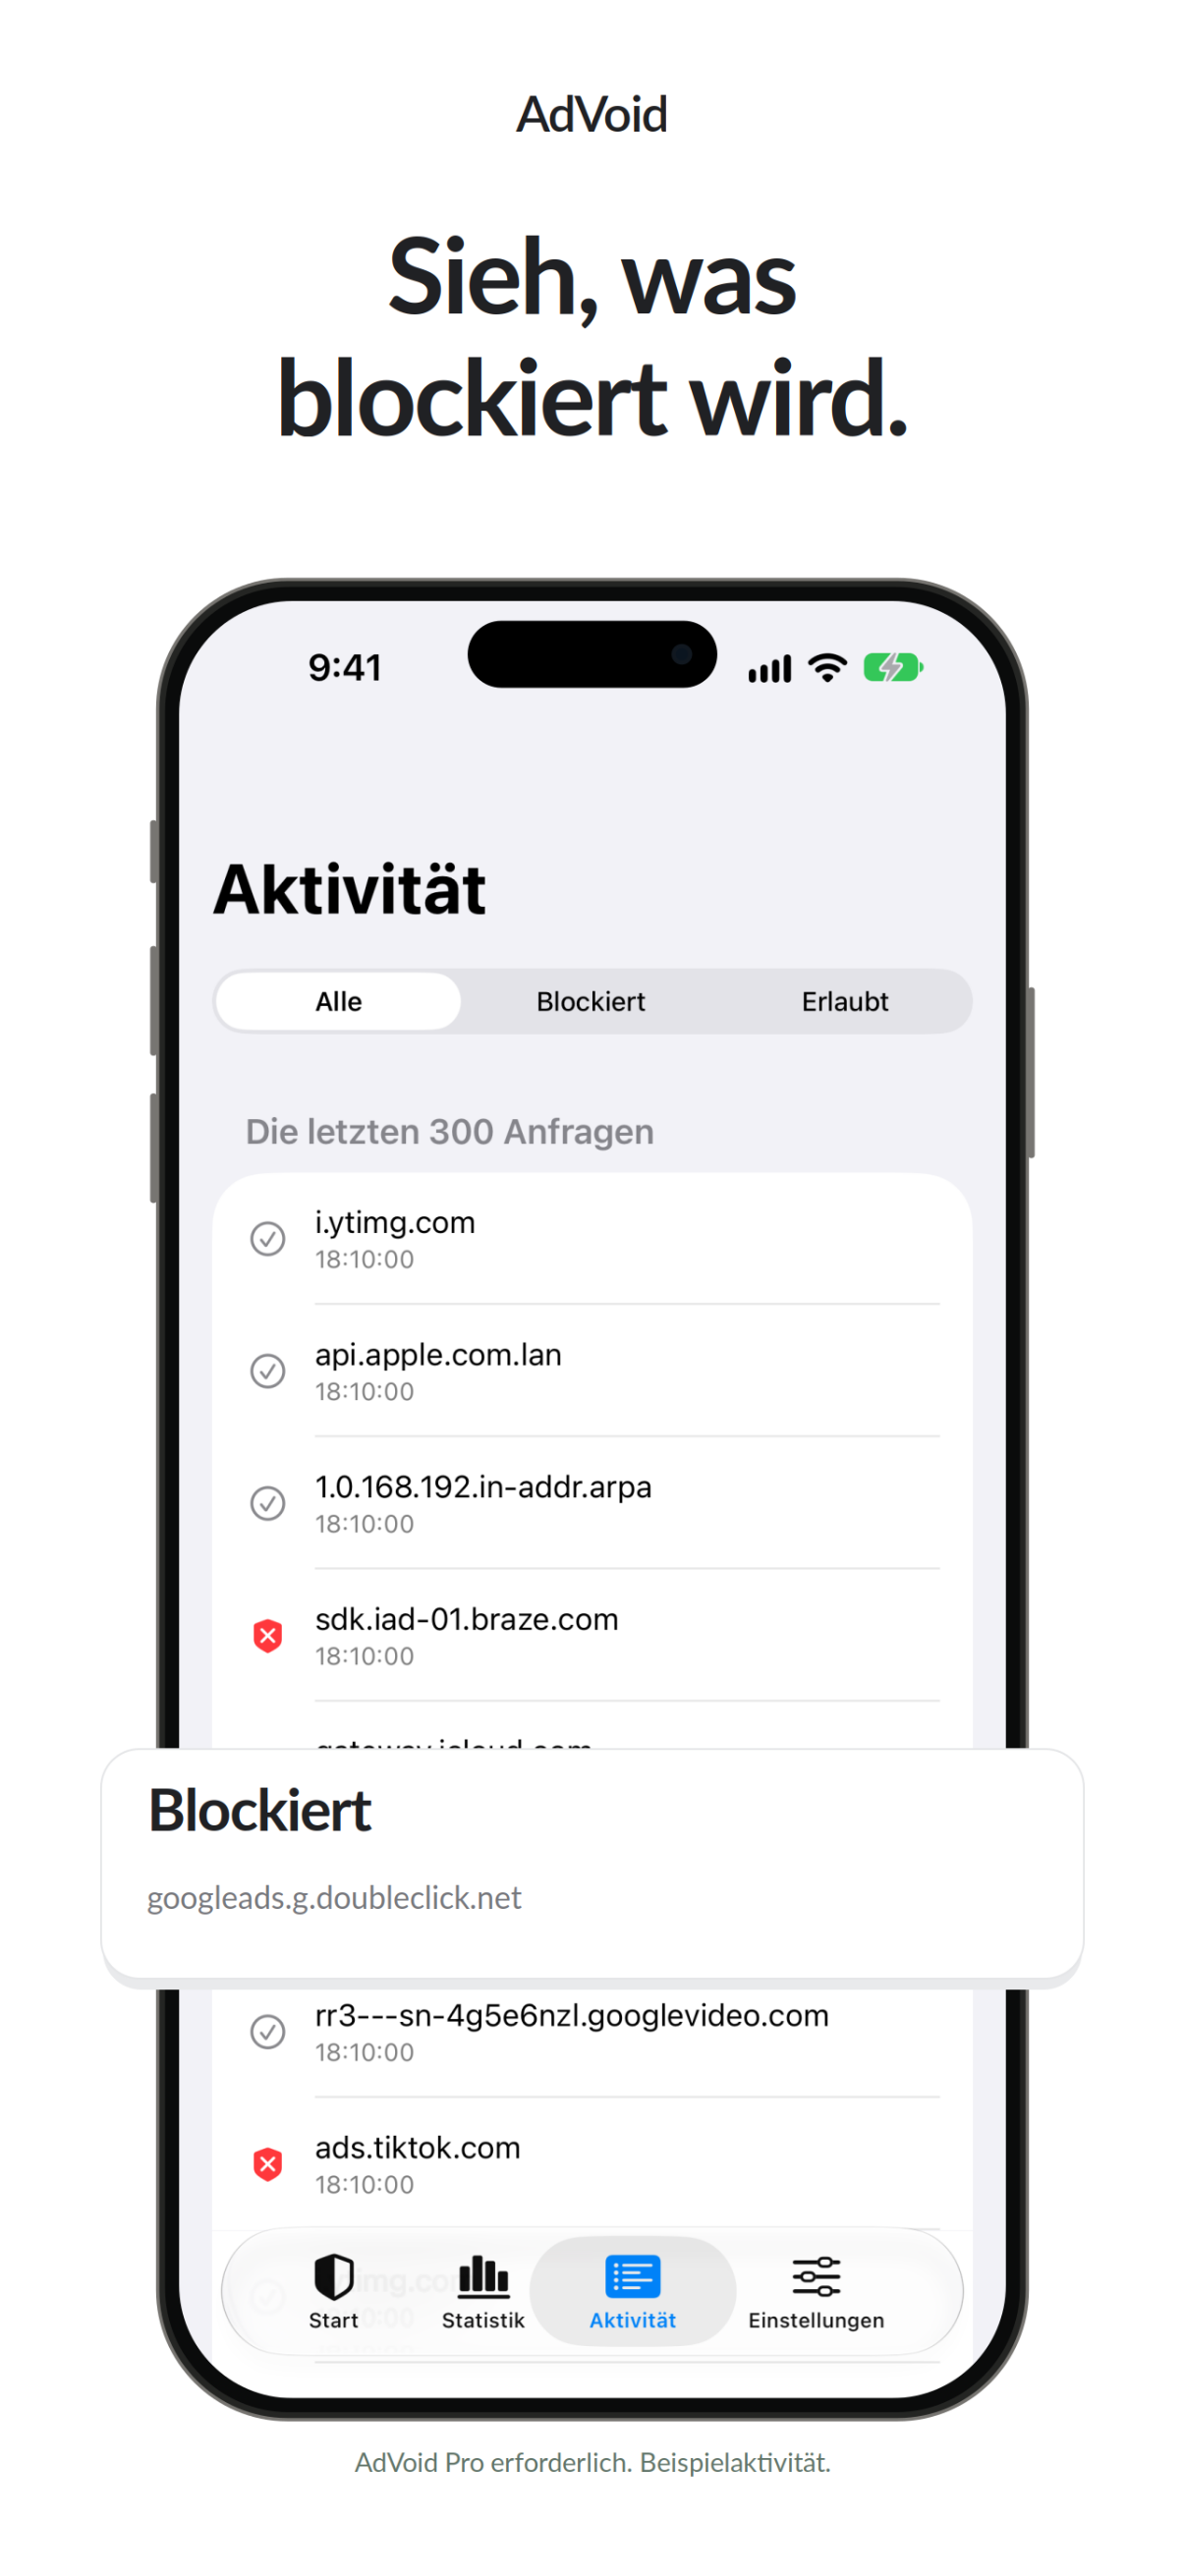 AdVoid
Sieh, was
blockiert wird.
9:41
Aktivität
Alle Blockiert Erlaubt
Die letzten 300 Anfragen
i.ytimg.com
18:10:00
api.apple.com.lan
18:10:00
1.0.168.192.in-addr.arpa
18:10:00
sdk.iad-01.braze.com
18:10:00
gateway.icloud.com
Blockiert
googleads.g.doubleclick.net
rr3---sn-4g5e6nzl.googlevideo.com
18:10:00
ads.tiktok.com
18:10:00
Start Statistik Aktivität Einstellungen
AdVoid Pro erforderlich. Beispielaktivität.